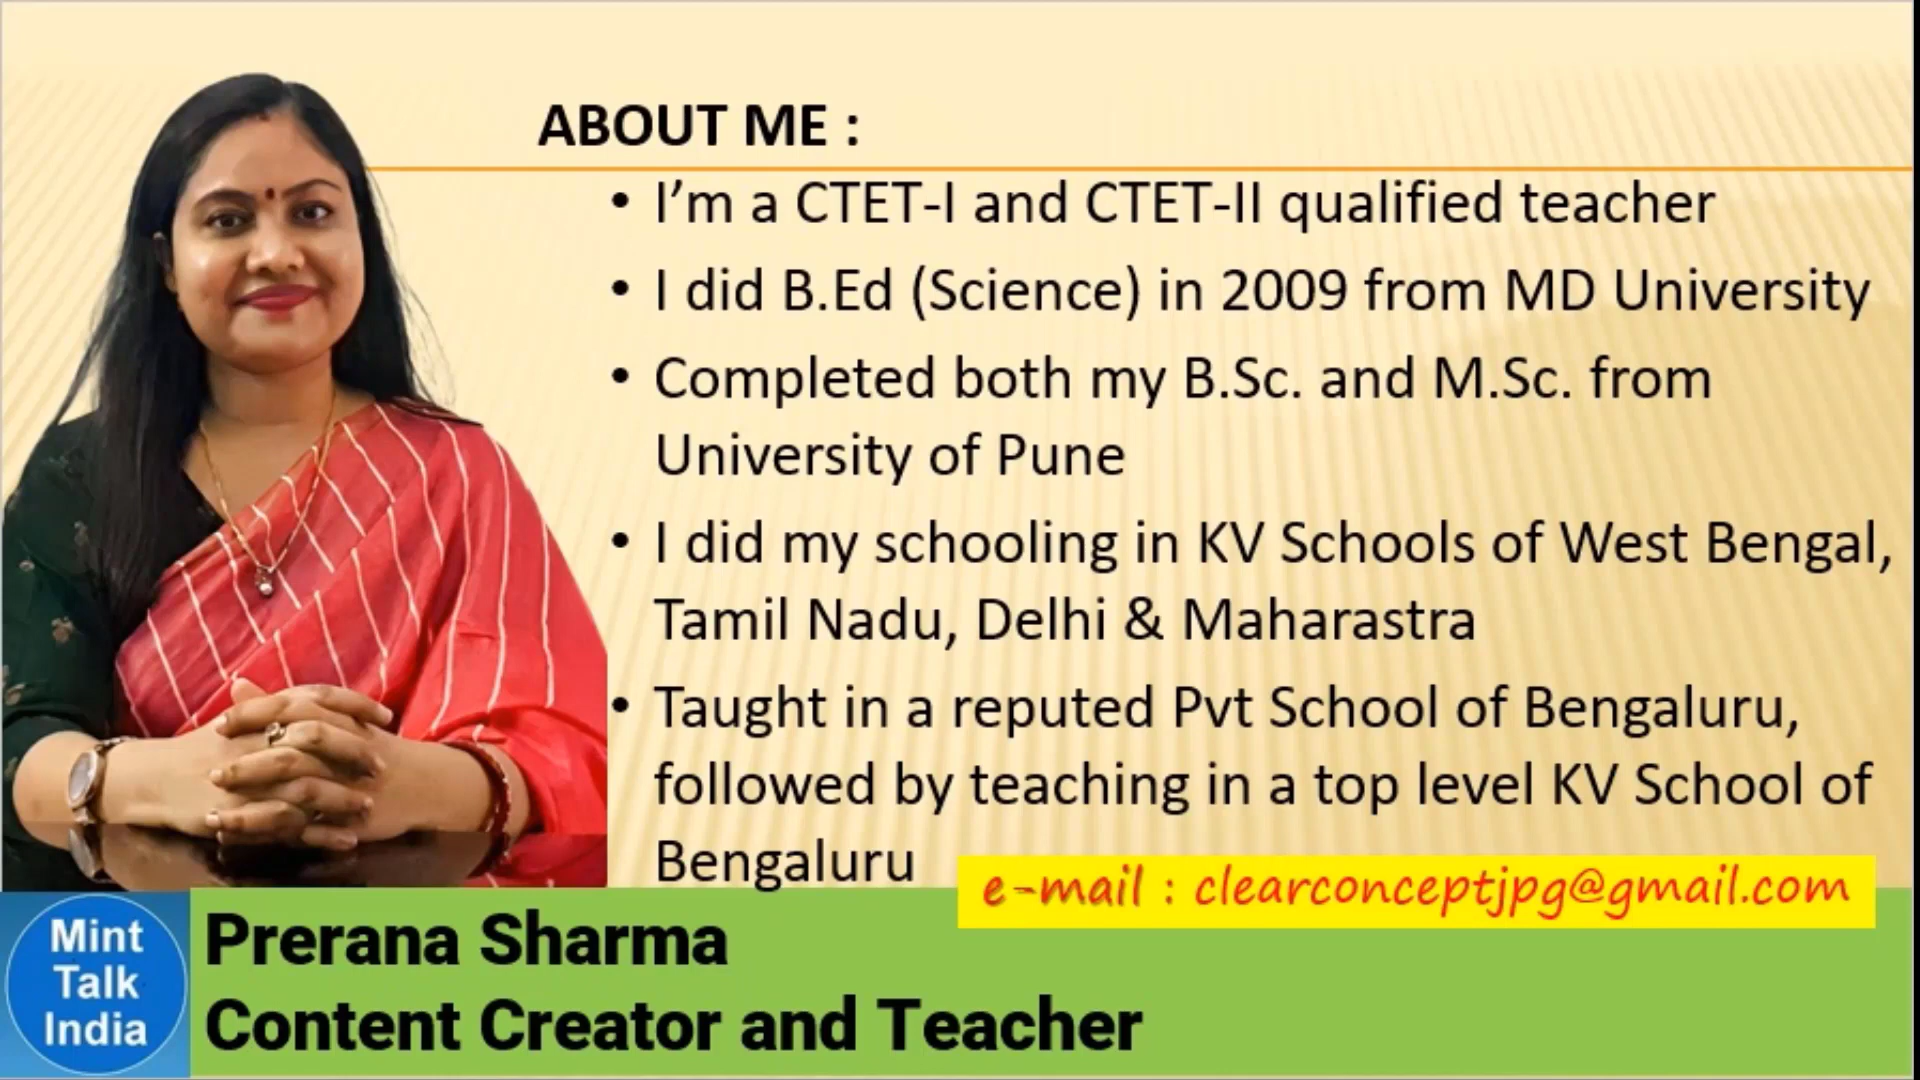 ABOUT ME :
• I’m a CTET-I and CTET-II qualified teacher
• I did B.Ed (Science) in 2009 from MD University
• Completed both my B.Sc. and M.Sc. from
University of Pune
• I did my schooling in KV Schools of West Bengal,
Tamil Nadu, Delhi & Maharastra
• Taught in a reputed Pvt School of Bengaluru,
followed by teaching in a top level KV School of
Bengaluru
e-mail : clearconceptjpg@gmail.com
Mint
Talk
India
Prerana Sharma
Content Creator and Teacher